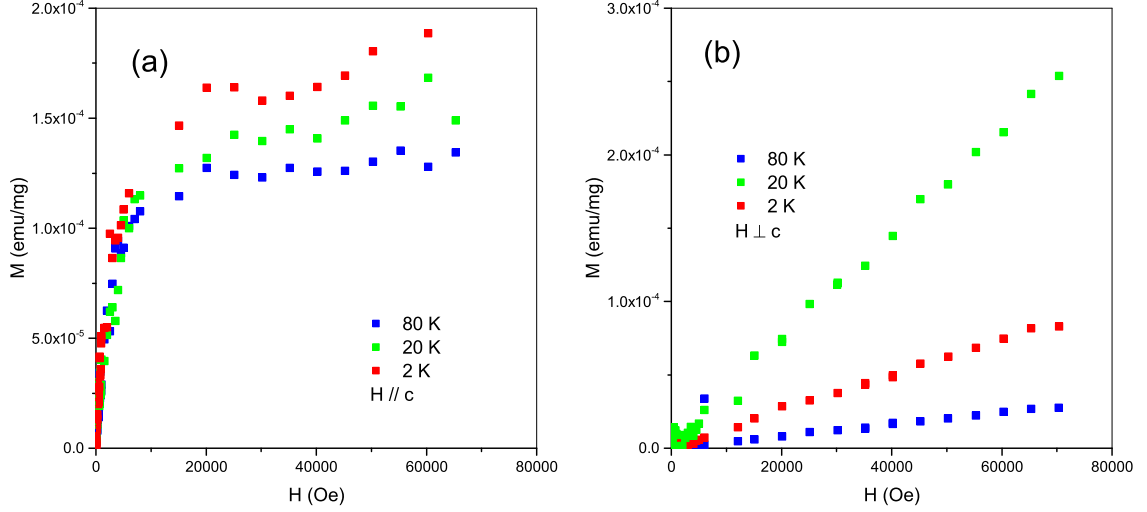 (a)
M (emu/mg)
2.0x10⁻⁴
1.5x10⁻⁴
1.0x10⁻⁴
5.0x10⁻⁵
0.0
80 K
20 K
2 K
H // c
0 20000 40000 60000 80000
H (Oe)
(b)
M (emu/mg)
3.0x10⁻⁴
2.0x10⁻⁴
1.0x10⁻⁴
0.0
80 K
20 K
2 K
H ⊥ c
0 20000 40000 60000 80000
H (Oe)